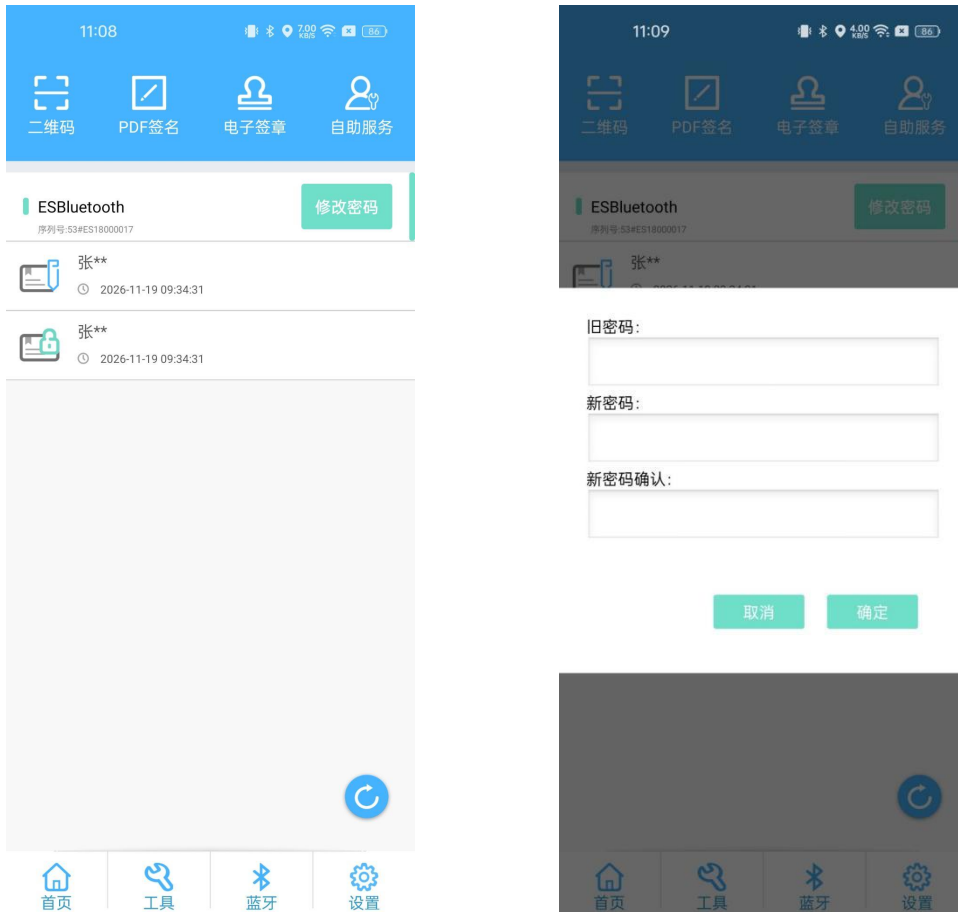 11:08
7.00
KB/S
86
二维码
PDF签名
电子签章
自助服务
ESBluetooth
修改密码
序列号:53#ES18000017
张**
2026-11-19 09:34:31
张**
2026-11-19 09:34:31
首页
工具
蓝牙
设置
11:09
4.00
KB/S
86
二维码
PDF签名
电子签章
自助服务
ESBluetooth
修改密码
序列号:53#ES18000017
张**
旧密码:
新密码:
新密码确认:
取消
确定
首页
工具
蓝牙
设置